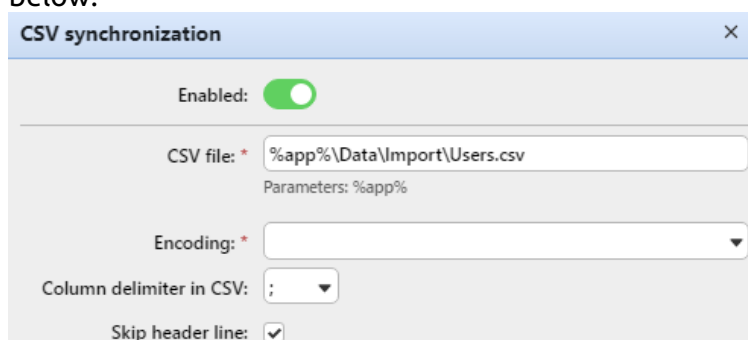 below:
CSV synchronization
Enabled:
CSV file: * %app%\Data\Import\Users.csv
Parameters: %app%
Encoding: *
Column delimiter in CSV: ;
Skip header line: